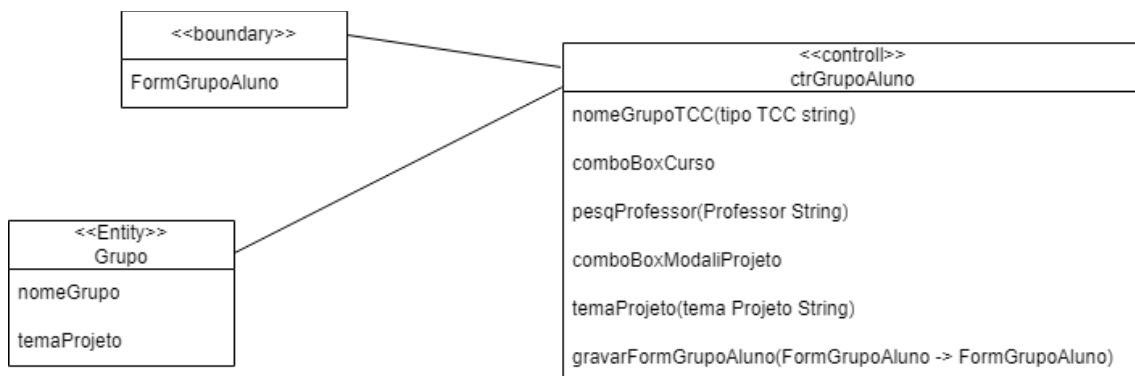 <<boundary>>
FormGrupoAluno
<<controll>>
ctrGrupoAluno
nomeGrupoTCC(tipo TCC string)
comboBoxCurso
pesqProfessor(Professor String)
comboBoxModaliProjeto
temaProjeto(tema Projeto String)
gravarFormGrupoAluno(FormGrupoAluno -> FormGrupoAluno)
<<Entity>>
Grupo
nomeGrupo
temaProjeto